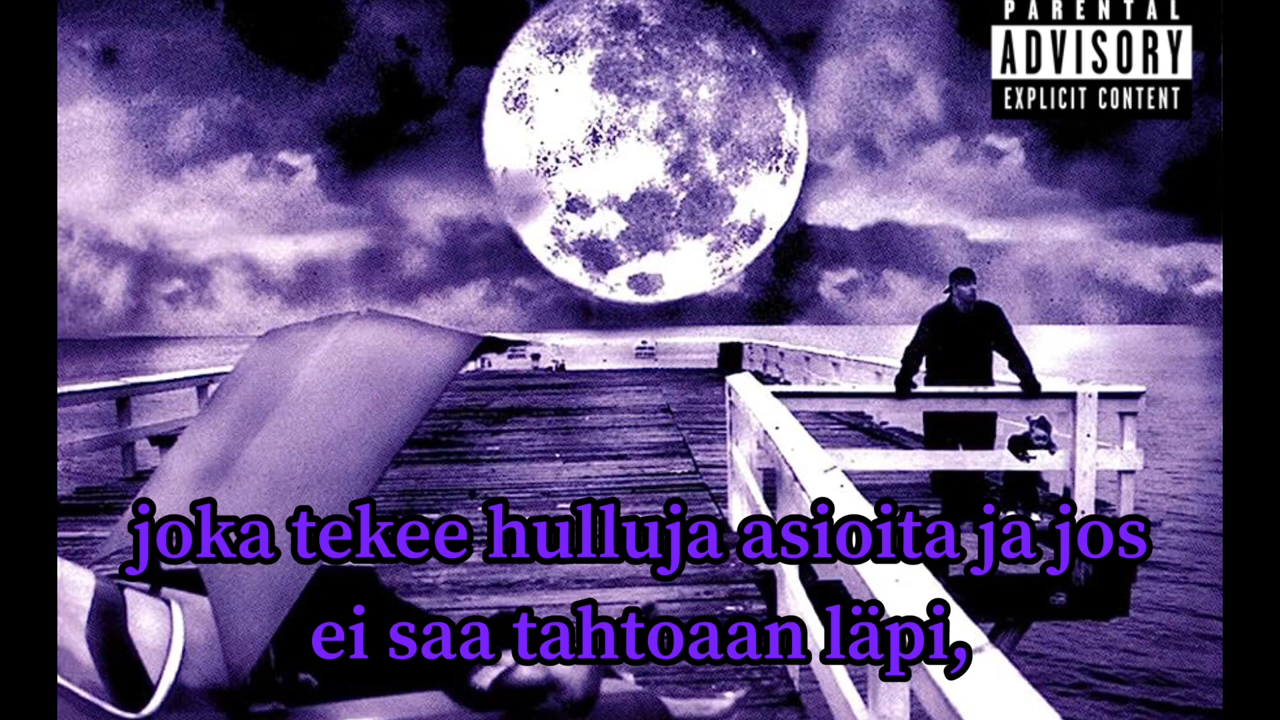 PARENTAL
ADVISORY
EXPLICIT CONTENT
joka tekee hulluja asioita ja jos
ei saa tahtoaan läpi,